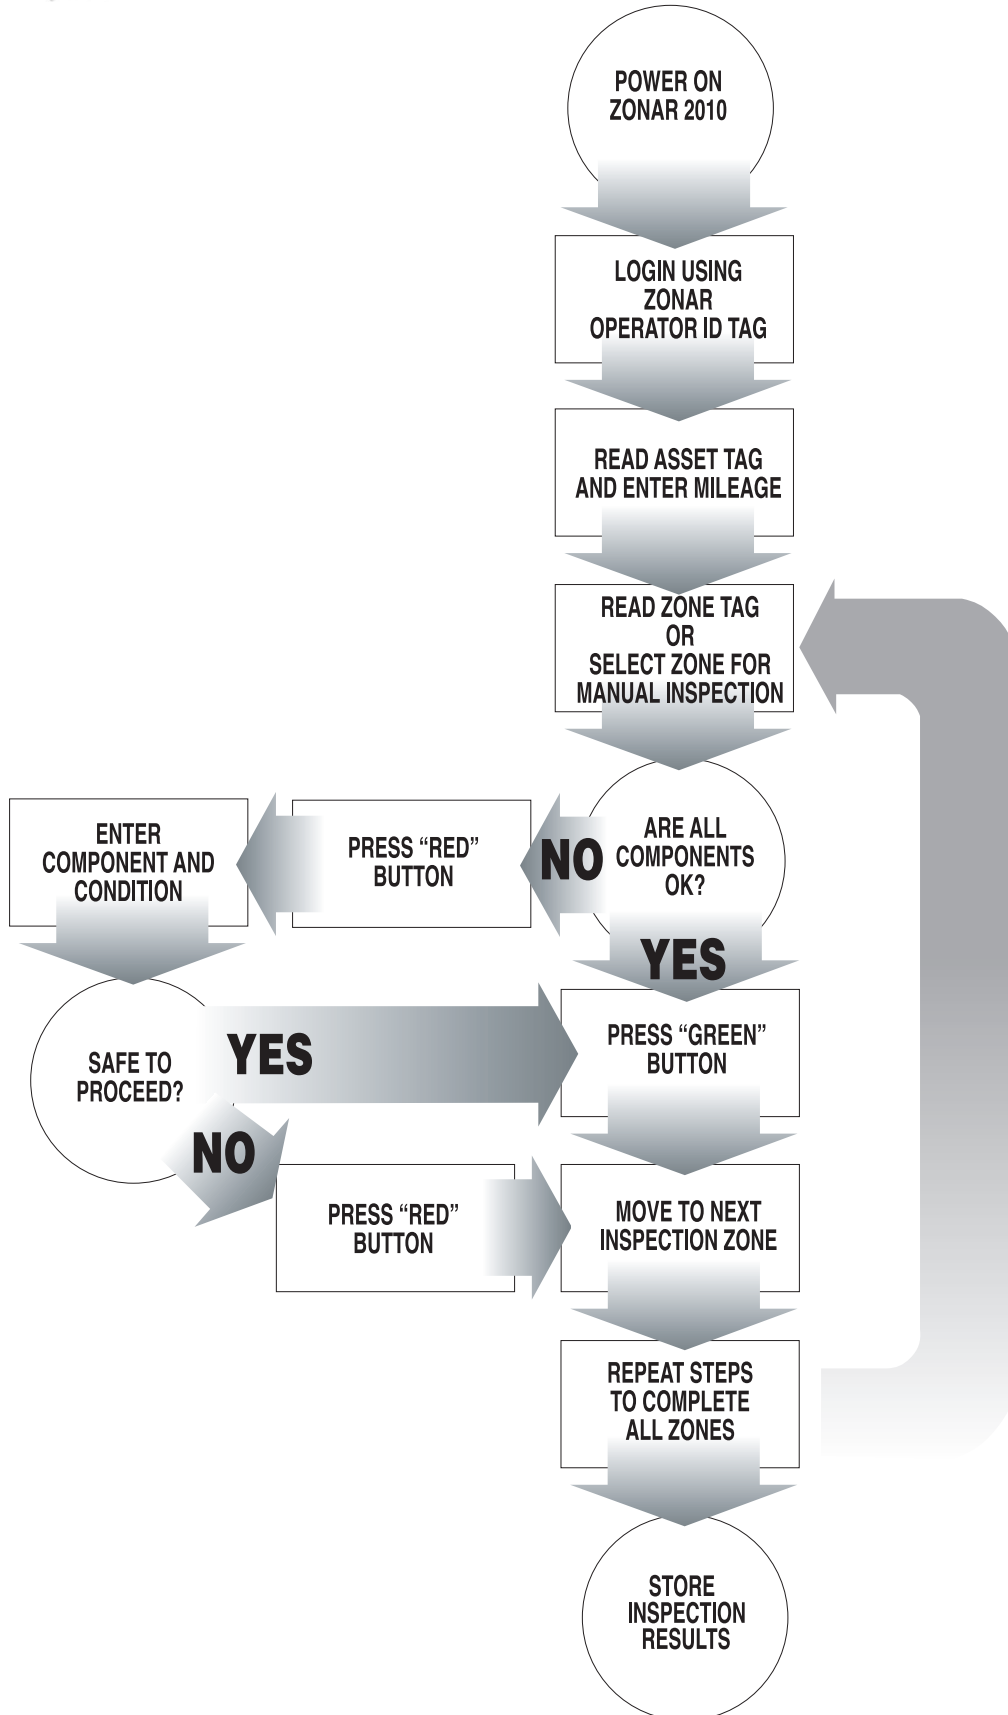 POWER ON
ZONAR 2010
LOGIN USING
ZONAR
OPERATOR ID TAG
READ ASSET TAG
AND ENTER MILEAGE
READ ZONE TAG
OR
SELECT ZONE FOR
MANUAL INSPECTION
ARE ALL
COMPONENTS
OK?
NO
PRESS “RED”
BUTTON
ENTER
COMPONENT AND
CONDITION
YES
SAFE TO
PROCEED?
YES
PRESS “GREEN”
BUTTON
NO
PRESS “RED”
BUTTON
MOVE TO NEXT
INSPECTION ZONE
REPEAT STEPS
TO COMPLETE
ALL ZONES
STORE
INSPECTION
RESULTS